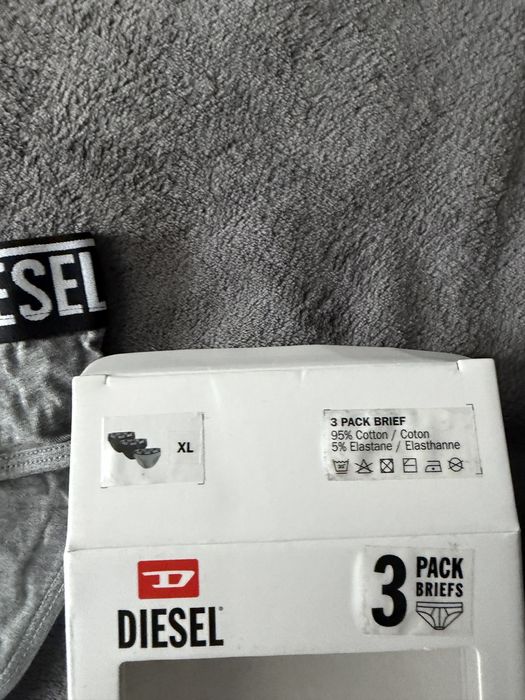 ESEL
XL
3 PACK BRIEF
95% Cotton / Coton
5% Elastane / Elasthanne
D
DIESEL
3 PACK
BRIEFS